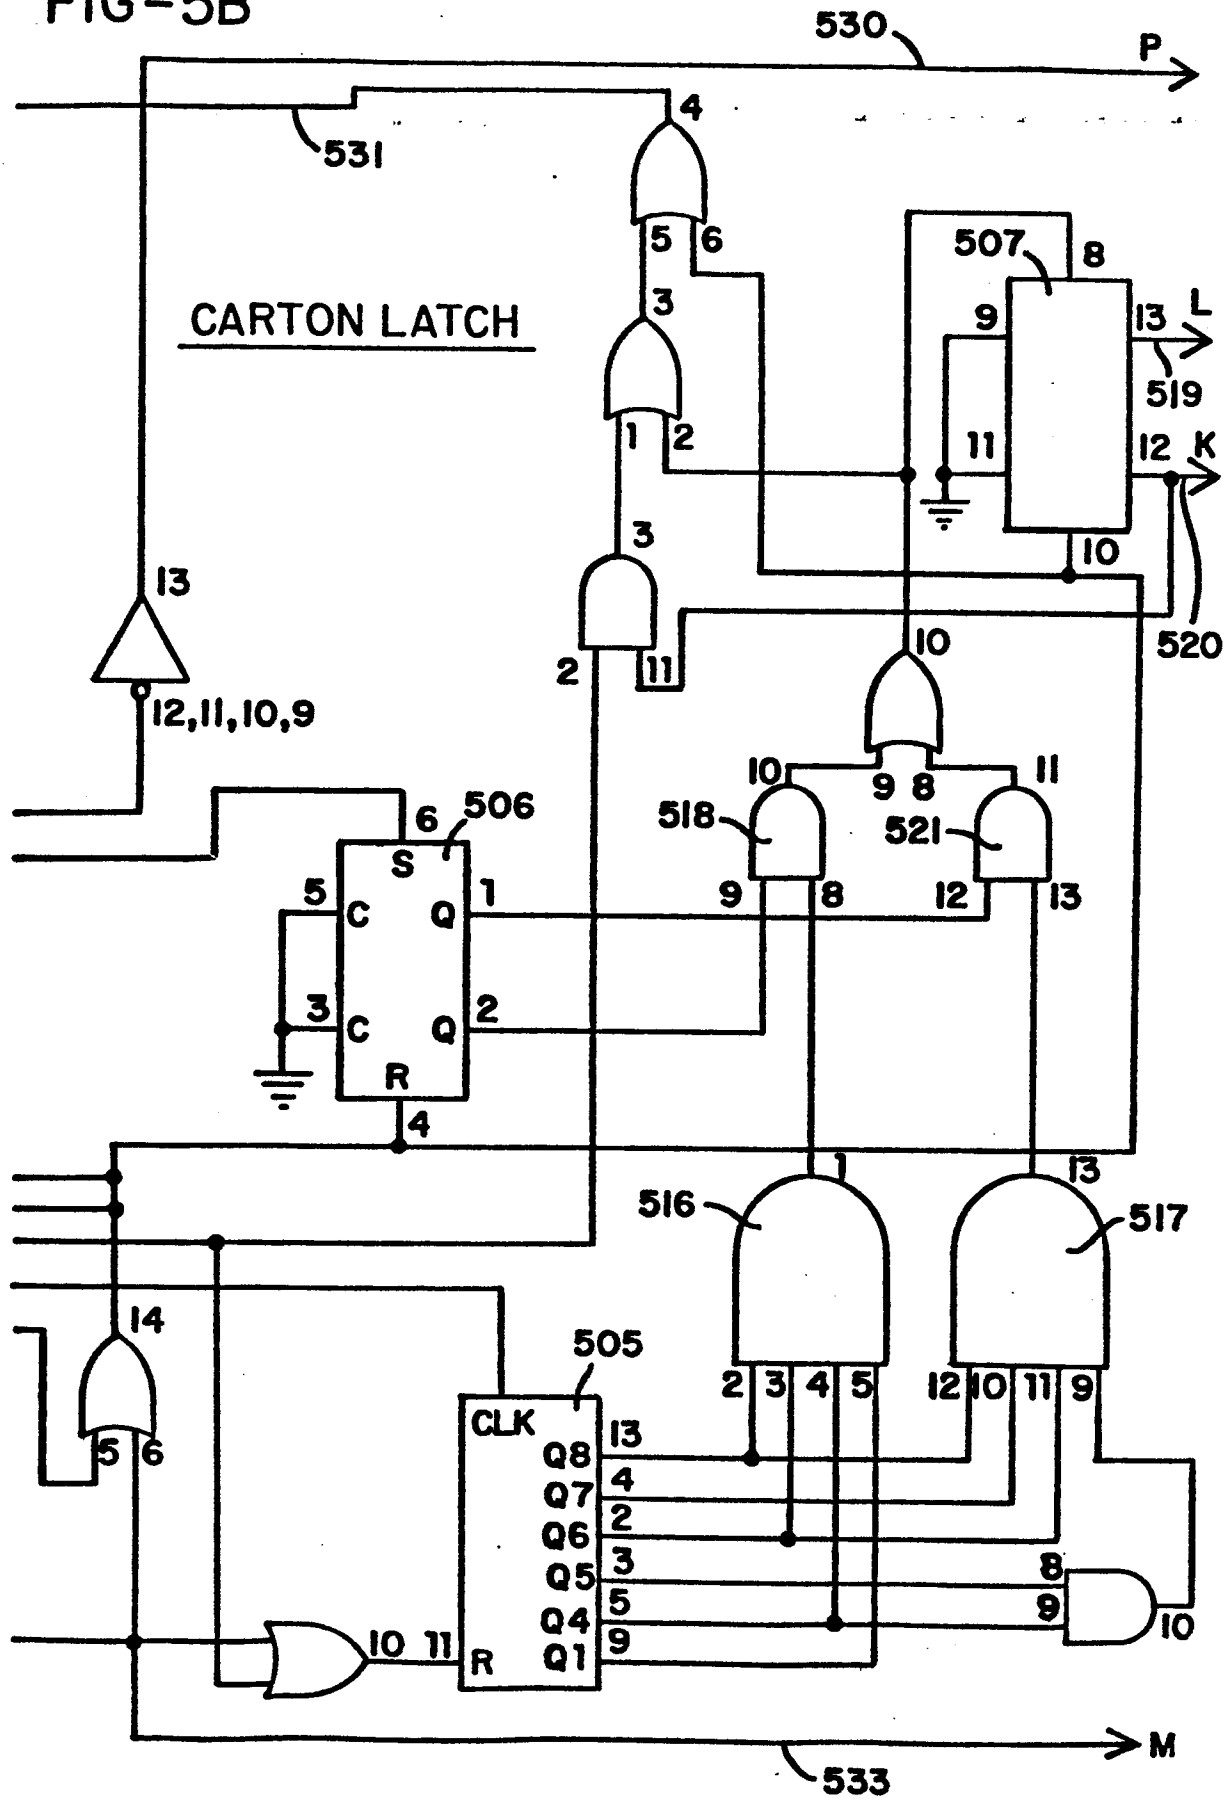 FIG-5B
530
P
4
531
5 6
507
8
CARTON LATCH
3
9
13
L
519
1 2
11
12
K
3
10
13
2
11
10
520
12,11,10,9
10
9 8
11
6
506
518
521
S
5
C
Q
1
9
8
12
13
3
C
Q
2
R
4
1
13
516
517
14
505
2 3 4 5
12 10 11 9
CLK
5 6
Q8
13
Q7
4
Q6
2
Q5
3
8
Q4
5
9
10
Q1
9
10
11
R
M
533